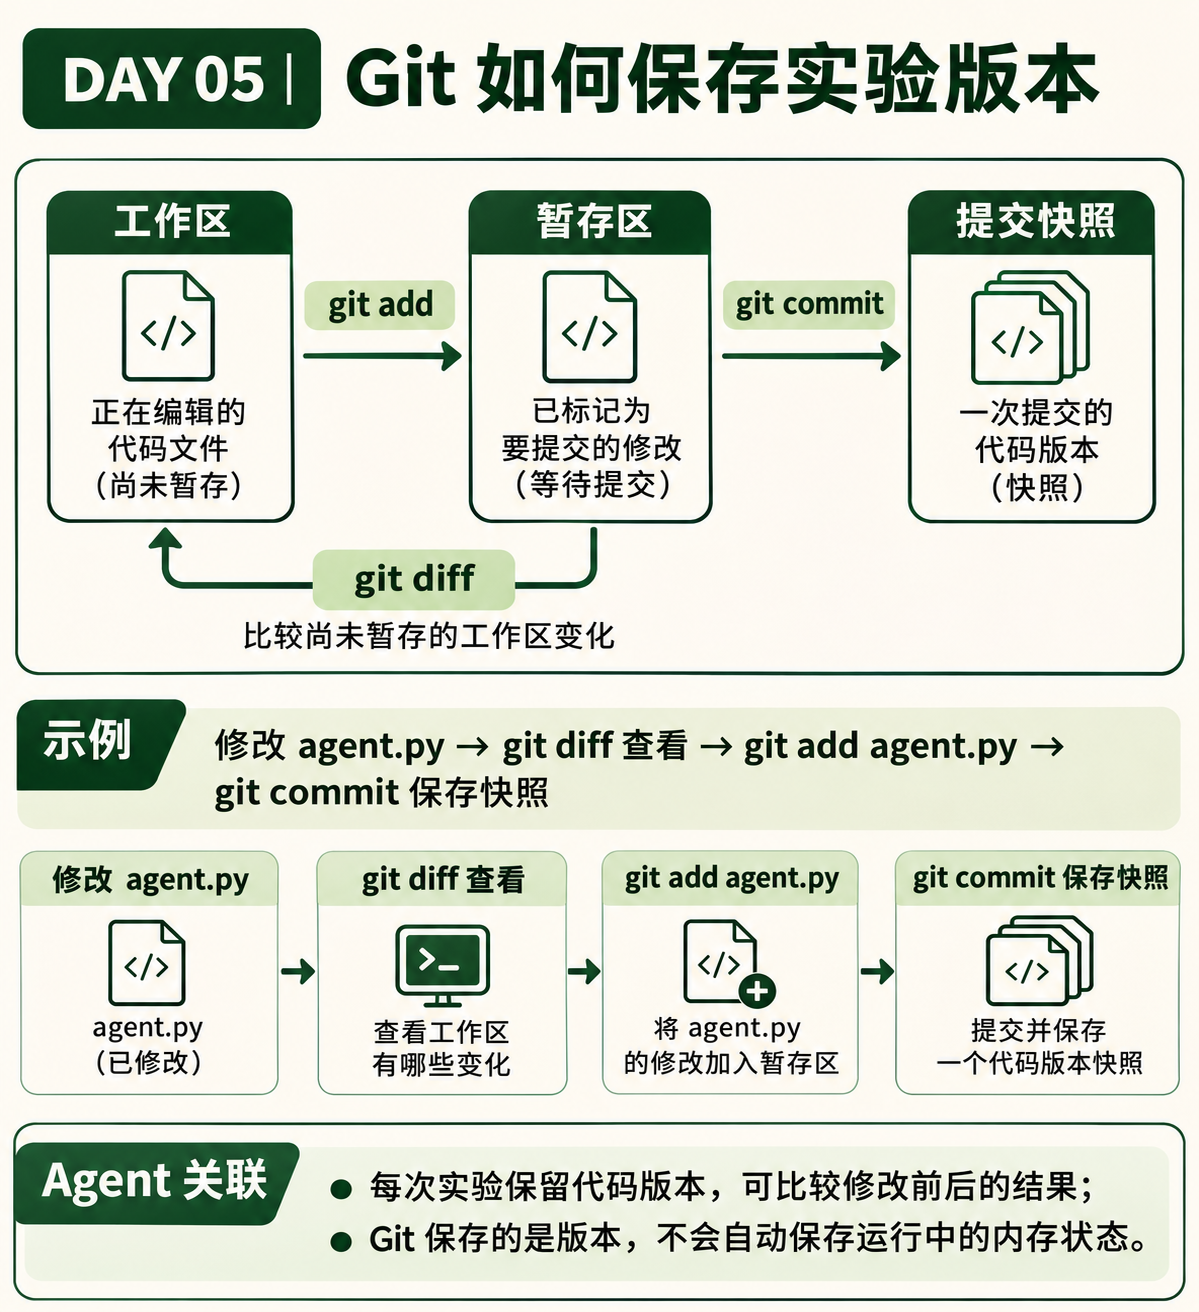 DAY 05 | Git 如何保存实验版本
工作区
</>
正在编辑的
代码文件
（尚未暂存）
git add
暂存区
</>
已标记为
要提交的修改
（等待提交）
git commit
提交快照
</>
一次提交的
代码版本
（快照）
git diff
比较尚未暂存的工作区变化
示例
修改 agent.py → git diff 查看 → git add agent.py →
git commit 保存快照
修改 agent.py
</>
agent.py
（已修改）
git diff 查看
>_
查看工作区
有哪些变化
git add agent.py
</>
+
将 agent.py
的修改加入暂存区
git commit 保存快照
</>
提交并保存
一个代码版本快照
Agent 关联
● 每次实验保留代码版本，可比较修改前后的结果；
● Git 保存的是版本，不会自动保存运行中的内存状态。